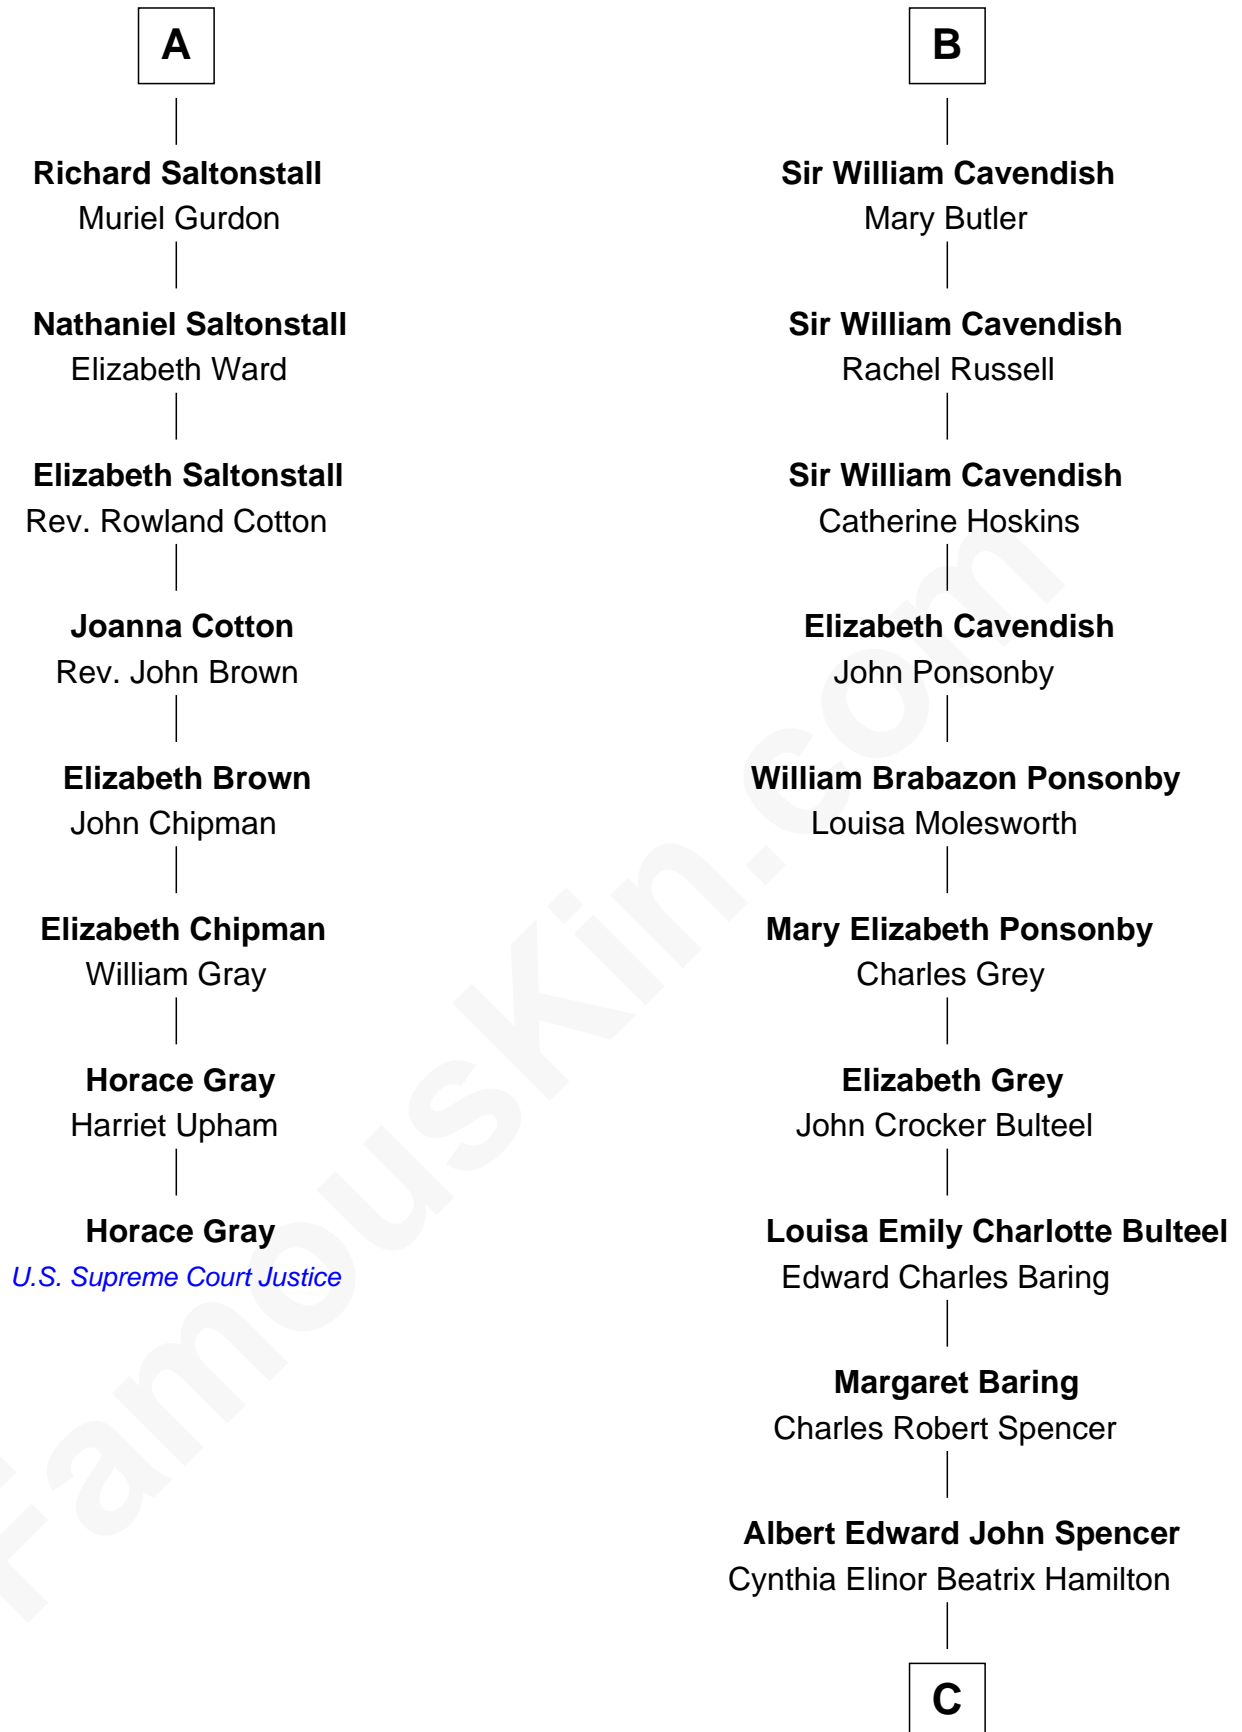 A
Richard Saltonstall
Muriel Gurdon
Nathaniel Saltonstall
Elizabeth Ward
Elizabeth Saltonstall
Rev. Rowland Cotton
Joanna Cotton
Rev. John Brown
Elizabeth Brown
John Chipman
Elizabeth Chipman
William Gray
Horace Gray
Harriet Upham
Horace Gray
U.S. Supreme Court Justice
B
Sir William Cavendish
Mary Butler
Sir William Cavendish
Rachel Russell
Sir William Cavendish
Catherine Hoskins
Elizabeth Cavendish
John Ponsonby
William Brabazon Ponsonby
Louisa Molesworth
Mary Elizabeth Ponsonby
Charles Grey
Elizabeth Grey
John Crocker Bulteel
Louisa Emily Charlotte Bulteel
Edward Charles Baring
Margaret Baring
Charles Robert Spencer
Albert Edward John Spencer
Cynthia Elinor Beatrix Hamilton
C
FamousKin.com